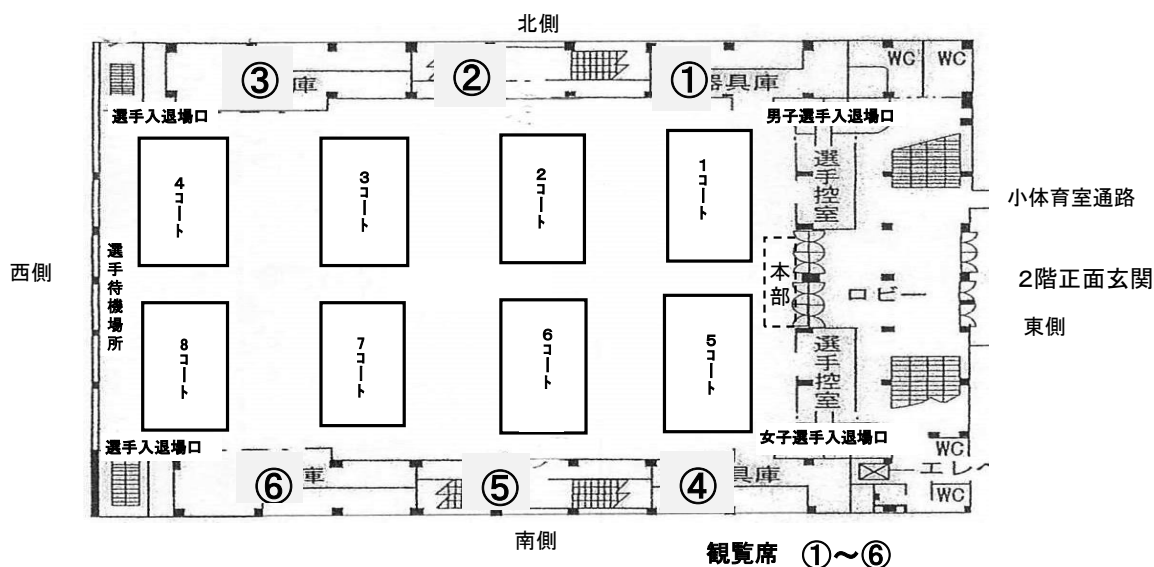 北側
③ 庫
②
①
器具庫
WC
WC
選手入退場口
男子選手入退場口
4コート
3コート
2コート
1コート
選手控室
小体育室通路
西側
選手待機場所
本部
ロビー
2階正面玄関
東側
8コート
7コート
6コート
5コート
選手控室
選手入退場口
女子選手入退場口
⑥ 庫
⑤
④
具庫
WC
エレ
WC
南側
観覧席 ①~⑥